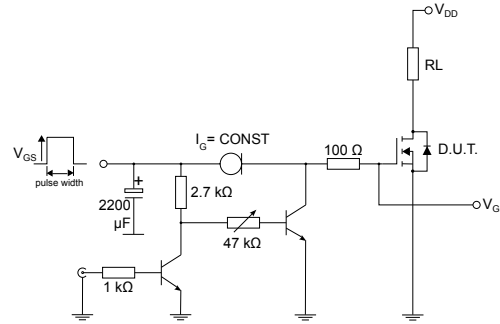 V_DD
RL
I_G = CONST
V_GS
100 Ω
D.U.T.
pulse width
+
2.7 kΩ
2200
μF
47 kΩ
V_G
1 kΩ